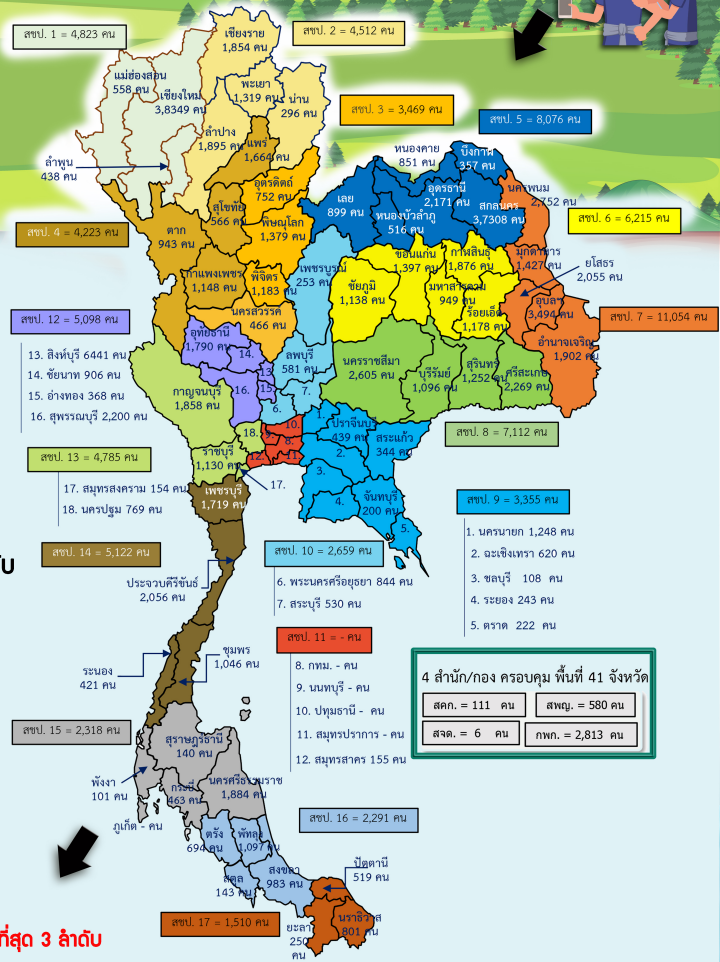 สชป. 1 = 4,823 คน
สชป. 2 = 4,512 คน
เชียงราย
1,854 คน
แม่ฮ่องสอน
558 คน
เชียงใหม่
3,8349 คน
พะเยา
1,319 คน
น่าน
296 คน
สชป. 3 = 3,469 คน
สชป. 5 = 8,076 คน
ลำปาง
1,895 คน
แพร่
1,664 คน
ลำพูน
438 คน
หนองคาย
851 คน
บึงกาฬ
357 คน
อุตรดิตถ์
752 คน
เลย
899 คน
อุดรธานี
2,171 คน
นครพนม
2,752 คน
สกลนคร
3,7308 คน
สุโขทัย
566 คน
หนองบัวลำภู
516 คน
สชป. 6 = 6,215 คน
สชป. 4 = 4,223 คน
ตาก
943 คน
พิษณุโลก
1,379 คน
ขอนแก่น
1,397 คน
กาฬสินธุ์
1,876 คน
มุกดาหาร
1,427 คน
ยโสธร
2,055 คน
กำแพงเพชร
1,148 คน
พิจิตร
1,183 คน
เพชรบูรณ์
253 คน
ชัยภูมิ
1,138 คน
มหาสารคาม
949 คน
ร้อยเอ็ด
1,178 คน
อุบลฯ
3,494 คน
สชป. 7 = 11,054 คน
สชป. 12 = 5,098 คน
นครสวรรค์
466 คน
อุทัยธานี
1,790 คน
อำนาจเจริญ
1,902 คน
13. สิงห์บุรี 6441 คน
14. ชัยนาท 906 คน
15. อ่างทอง 368 คน
16. สุพรรณบุรี 2,200 คน
14.
13
15.
16.
ลพบุรี
581 คน
7.
6.
นครราชสีมา
2,605 คน
บุรีรัมย์
1,096 คน
สุรินทร์
1,252 คน
ศรีสะเกษ
2,269 คน
กาญจนบุรี
1,858 คน
สชป. 8 = 7,112 คน
สชป. 13 = 4,785 คน
18.
10.
9.
8.
12.
11.
1.
ปราจีนบุรี
439 คน
สระแก้ว
344 คน
2.
3.
4.
5.
จันทบุรี
200 คน
ราชบุรี
1,130 คน
17.
17. สมุทรสงคราม 154 คน
18. นครปฐม 769 คน
เพชรบุรี
1,719 คน
สชป. 9 = 3,355 คน
1. นครนายก 1,248 คน
2. ฉะเชิงเทรา 620 คน
3. ชลบุรี 108 คน
4. ระยอง 243 คน
5. ตราด 222 คน
สชป. 14 = 5,122 คน
สชป. 10 = 2,659 คน
6. พระนครศรีอยุธยา 844 คน
7. สระบุรี 530 คน
ประจวบคีรีขันธ์
2,056 คน
สชป. 11 = - คน
8. กทม. - คน
9. นนทบุรี - คน
10. ปทุมธานี - คน
11. สมุทรปราการ - คน
12. สมุทรสาคร 155 คน
ชุมพร
1,046 คน
ระนอง
421 คน
4 สำนัก/กอง ครอบคุม พื้นที่ 41 จังหวัด
สคก. = 111 คน
สพญ. = 580 คน
สจด. = 6 คน
กพก. = 2,813 คน
สชป. 15 = 2,318 คน
สุราษฎร์ธานี
140 คน
พังงา
101 คน
กระบี่
463 คน
นครศรีธรรมราช
1,884 คน
ภูเก็ต - คน
สชป. 16 = 2,291 คน
ตรัง
694 คน
พัทลุง
1,097 คน
สงขลา
983 คน
สตูล
143 คน
ปัตตานี
519 คน
สชป. 17 = 1,510 คน
ยะลา
250
คน
นราธิวาส
801 คน
ที่สุด 3 ลำดับ